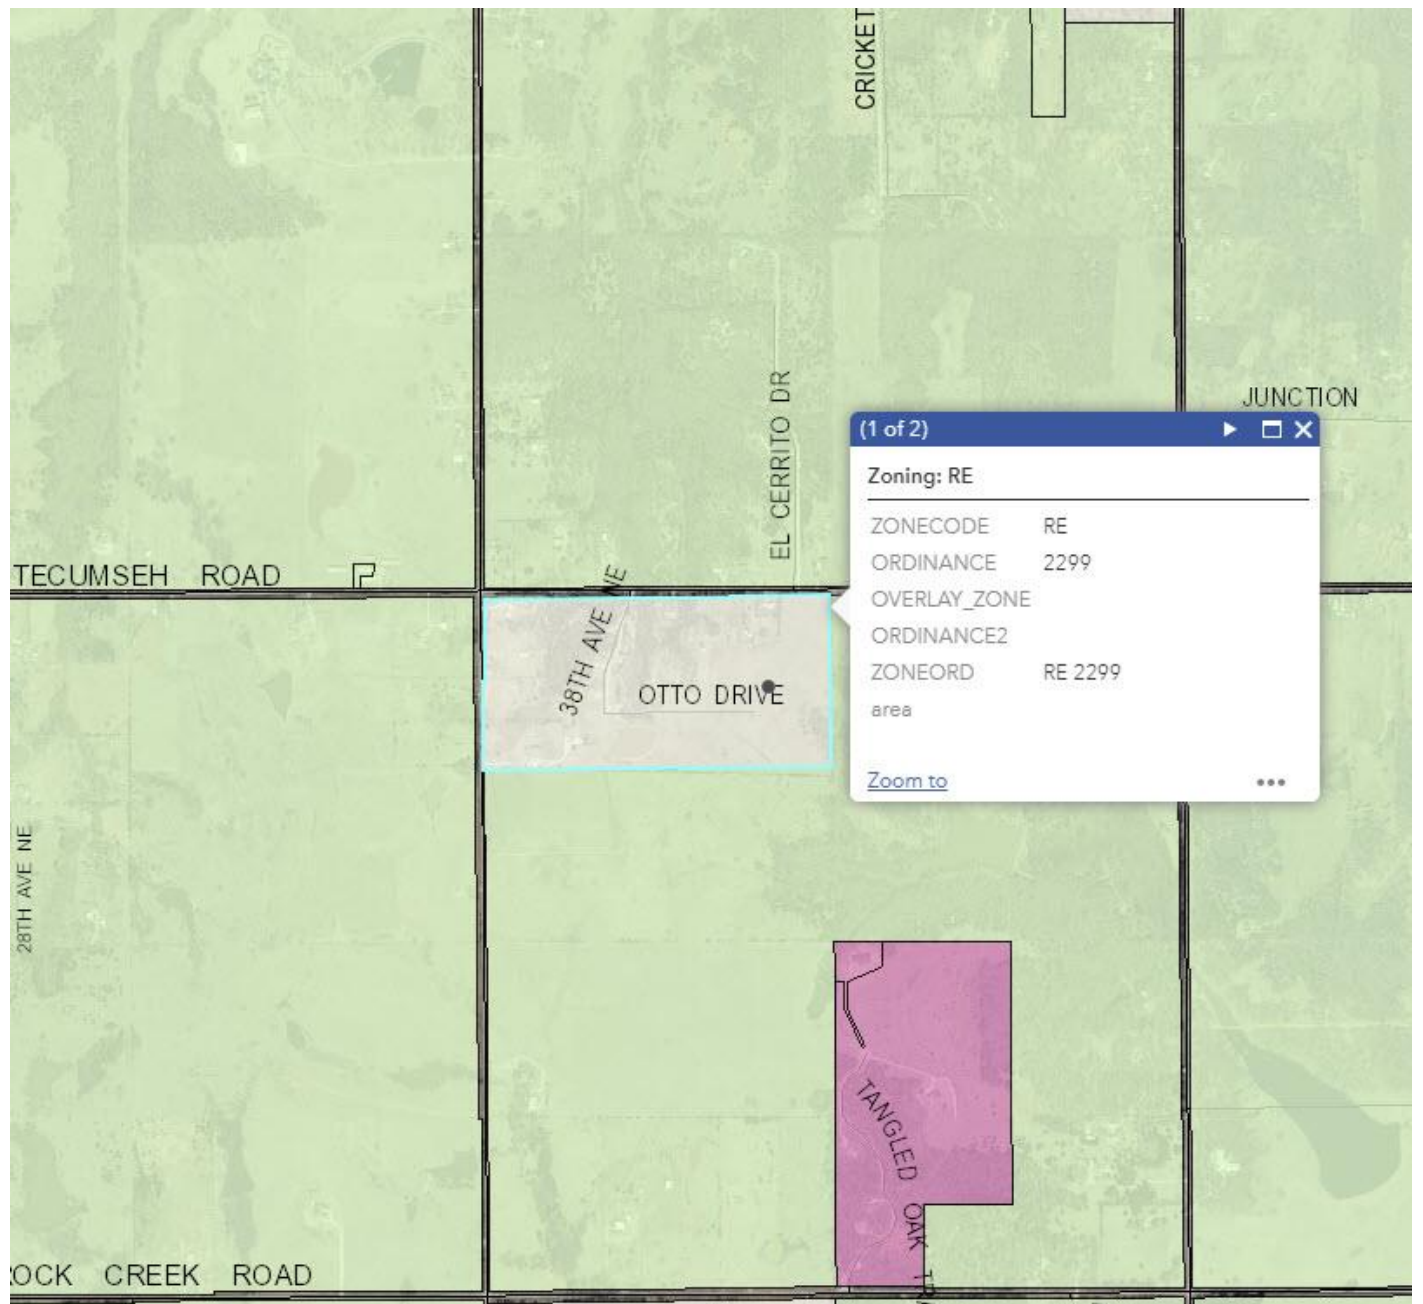 CRICKET
JUNCTION
EL CERRITO DR
(1 of 2)
Zoning: RE
ZONECODE RE
ORDINANCE 2299
OVERLAY_ZONE
ORDINANCE2
ZONEORD RE 2299
area
Zoom to
TECUMSEH ROAD
38TH AVE NE
OTTO DRIVE
28TH AVE NE
TANGLED OAK
OCK CREEK ROAD